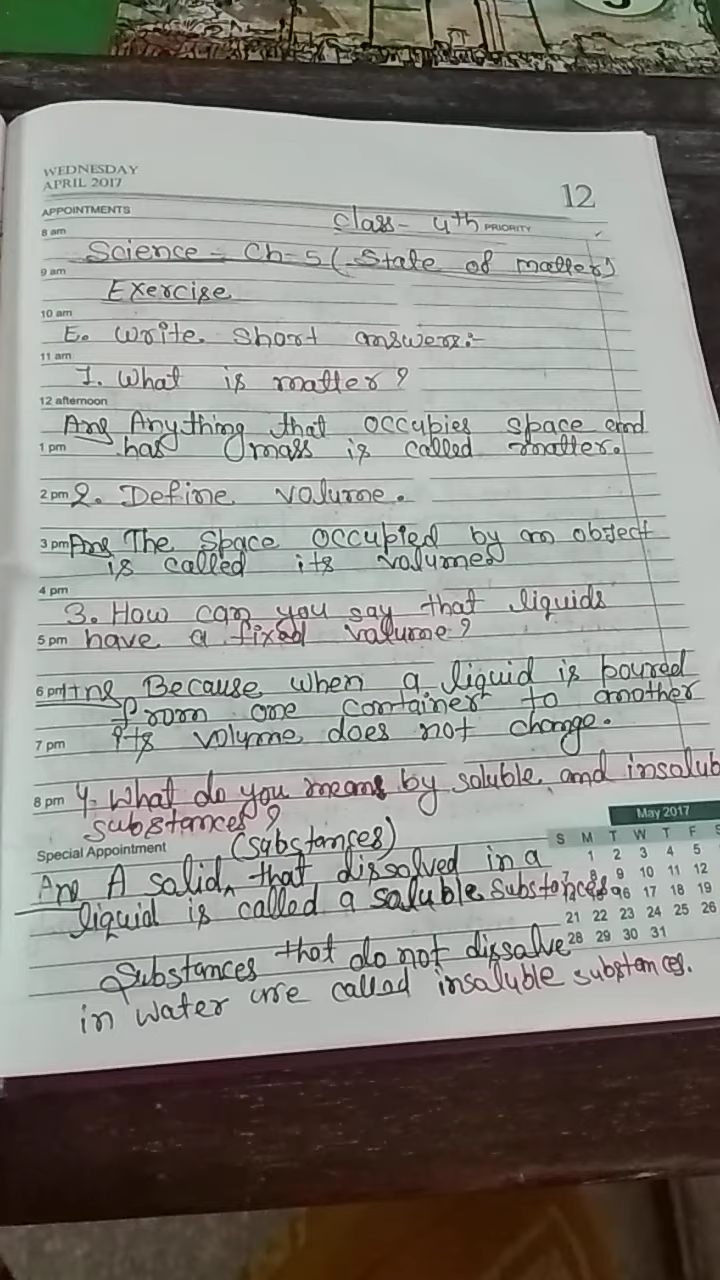 WEDNESDAY
APRIL 2017
12
APPOINTMENTS
Class - 4th PRIORITY
8 am
Science - Ch-5 (State of matter)
9 am
Exercise
10 am
E. Write short answers:-
11 am
1. What is matter?
12 afternoon
Ans Anything that occupies space and
1 pm has mass is called matter.
2 pm 2. Define volume.
3 pm Ans The Space occupied by an object
is called its volume
4 pm
3. How can you say that liquids
5 pm have a fixed volume?
6 pm Ans Because when a liquid is poured
from one container to another
7 pm its volume does not change.
8 pm 4. What do you means by soluble and insolub
substances?
Special Appointment (substances)
Ans A solid ^ that dissolved in a
liquid is called a soluble substances
Substances that do not dissolve
in water are called insoluble substances.
May 2017
S M T W T F S
1 2 3 4 5
8 9 10 11 12
16 17 18 19
21 22 23 24 25 26
28 29 30 31